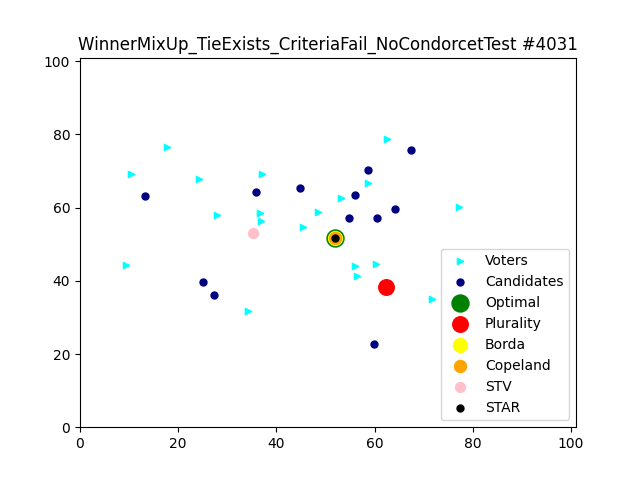 WinnerMixUp_TieExists_CriteriaFail_NoCondorcetTest #4031
100
80
60
40
20
0
Voters
Candidates
Optimal
Plurality
Borda
Copeland
STV
STAR
0 20 40 60 80 100